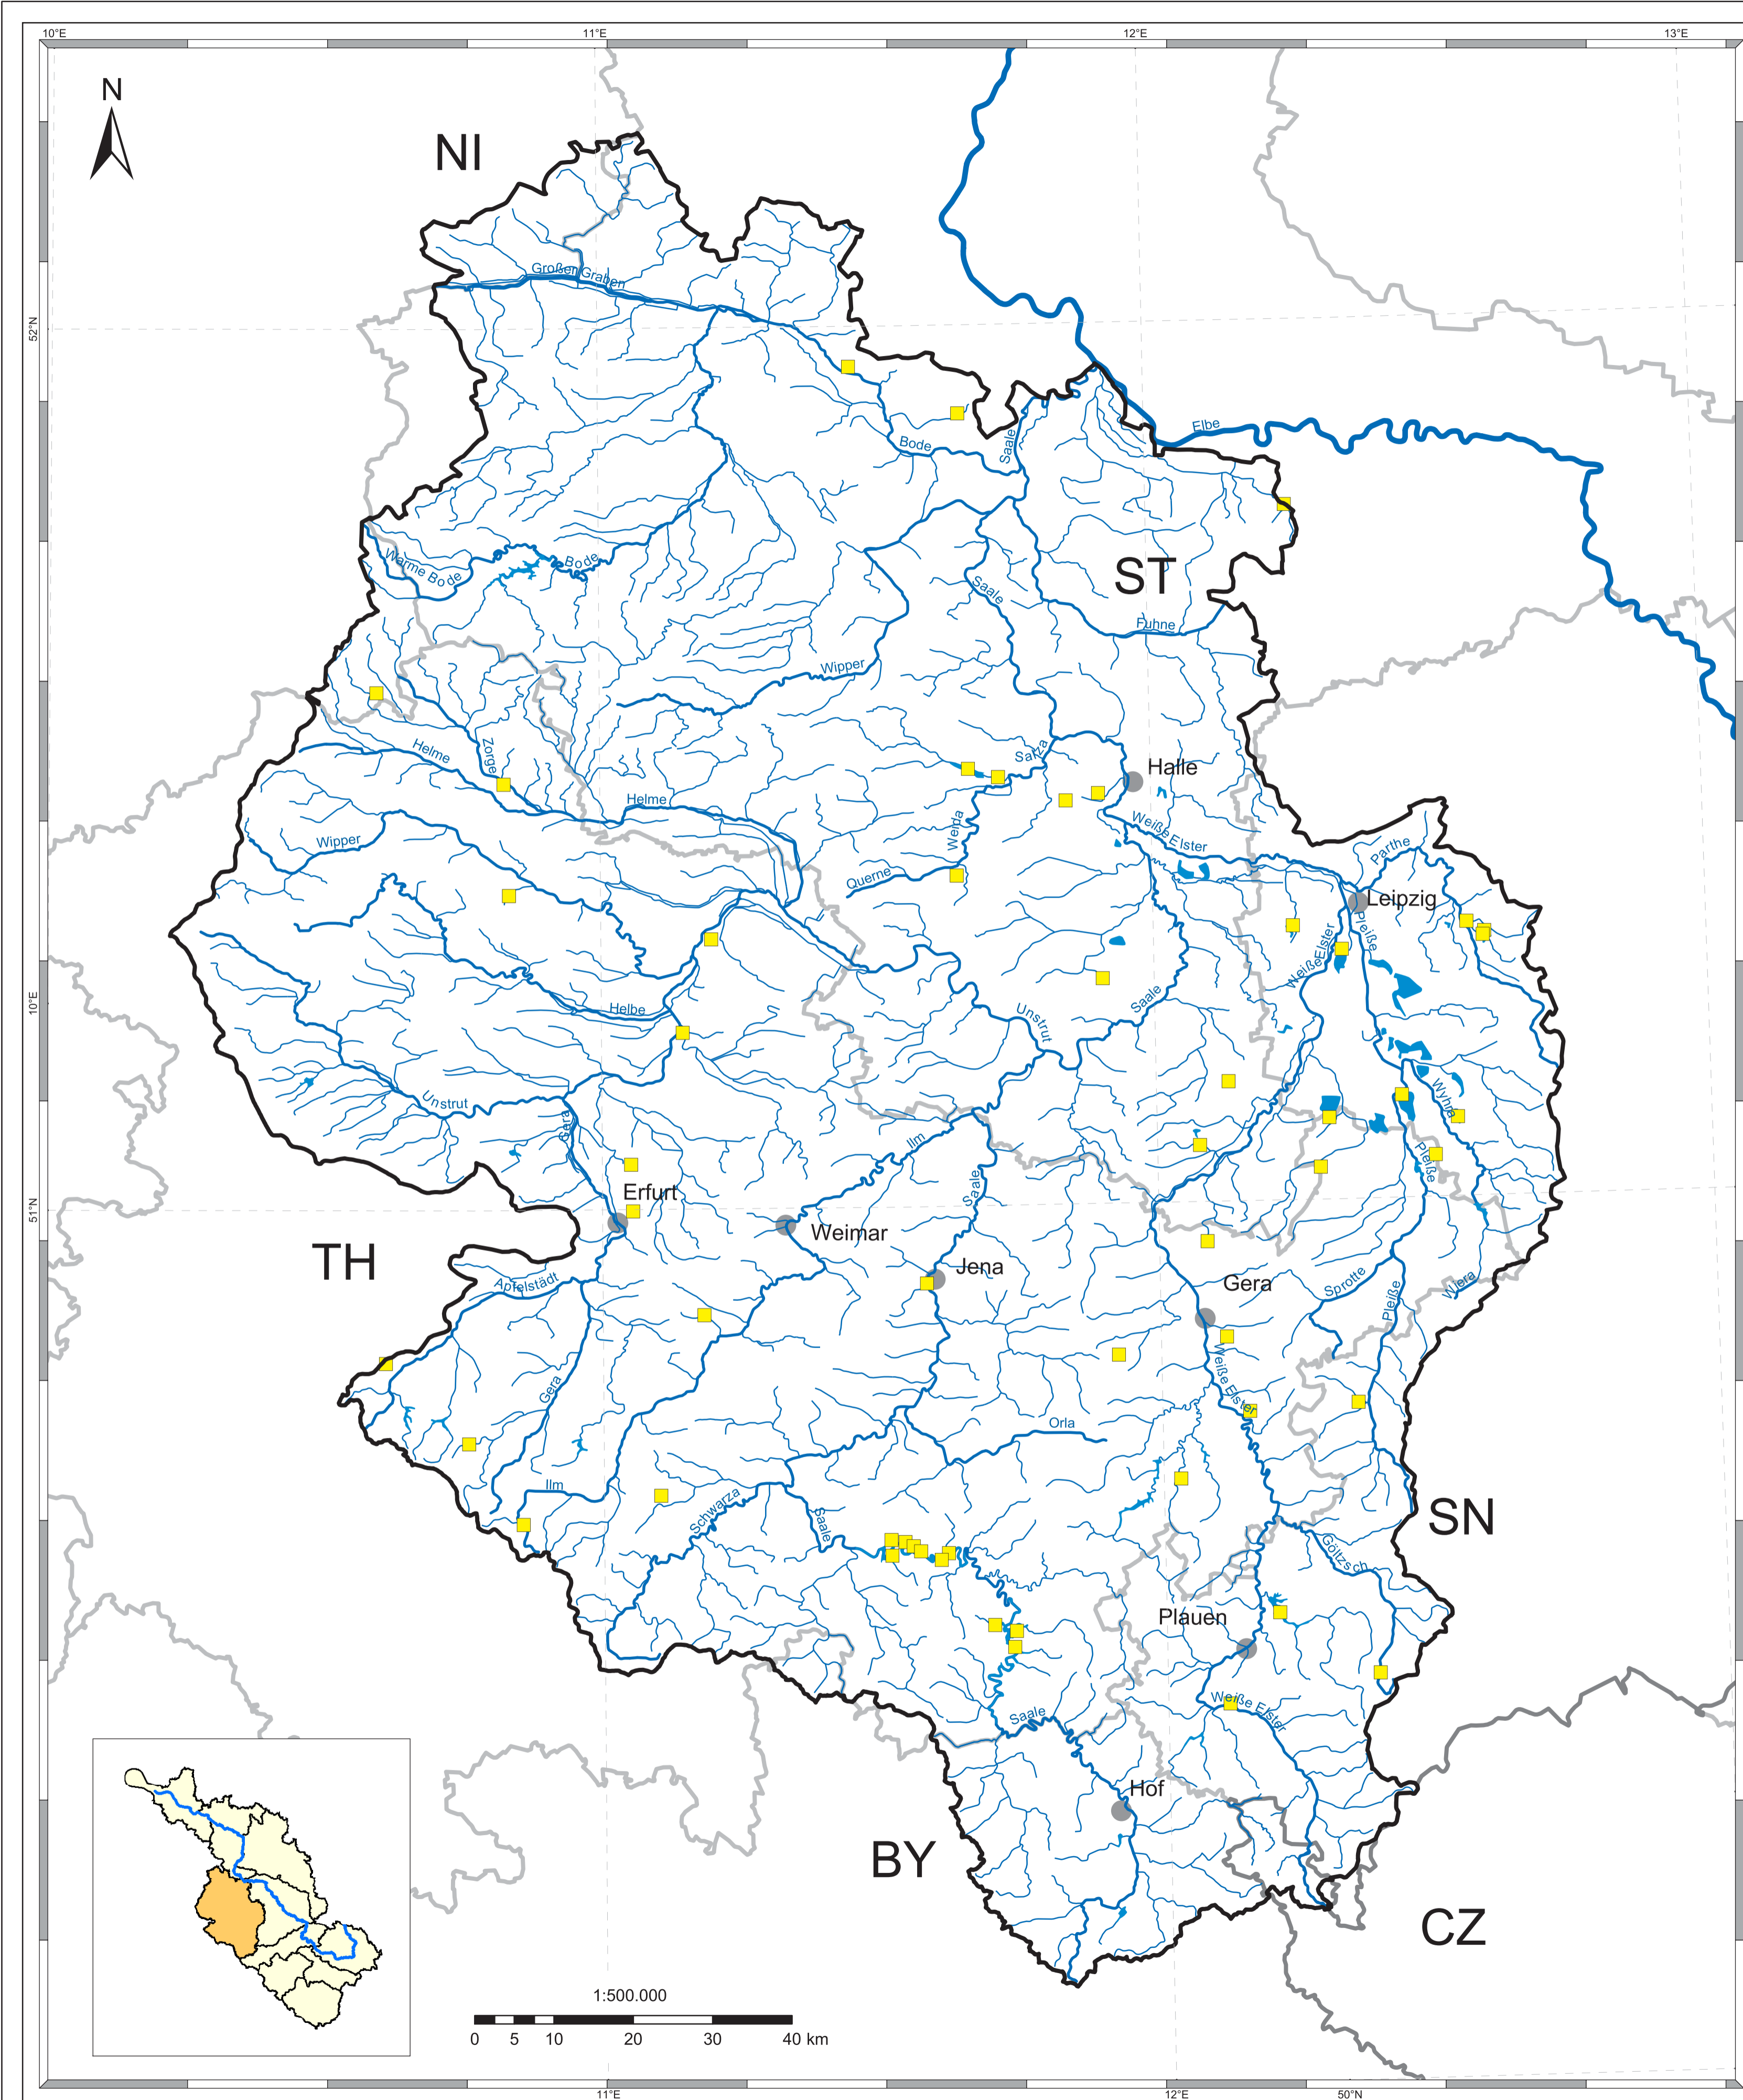 10°E
11°E
12°E
13°E
N
NI
Großer Graben
52°N
Elbe
Bode
Saale
Warme Bode
Bode
ST
Saale
Fuhne
Wipper
Helme
Zorge
Sarza
Halle
Helme
Weida
Weiße Elster
Wipper
Parthe
Querne
Leipzig
Pleiße
Weiße Elster
10°E
Helbe
Saale
Unstrut
Unstrut
Wyhra
Gera
Ilm
Pleiße
Saale
Erfurt
51°N
Weimar
TH
Jena
Apfelstädt
Gera
Sprotte
Pleiße
Wiera
Weiße Elster
Gera
Orla
Ilm
Schwarza
Saale
SN
Göltzsch
Plauen
Weiße Elster
Saale
Hof
BY
CZ
1:500.000
0 5 10 20 30 40 km
11°E
12°E
50°N